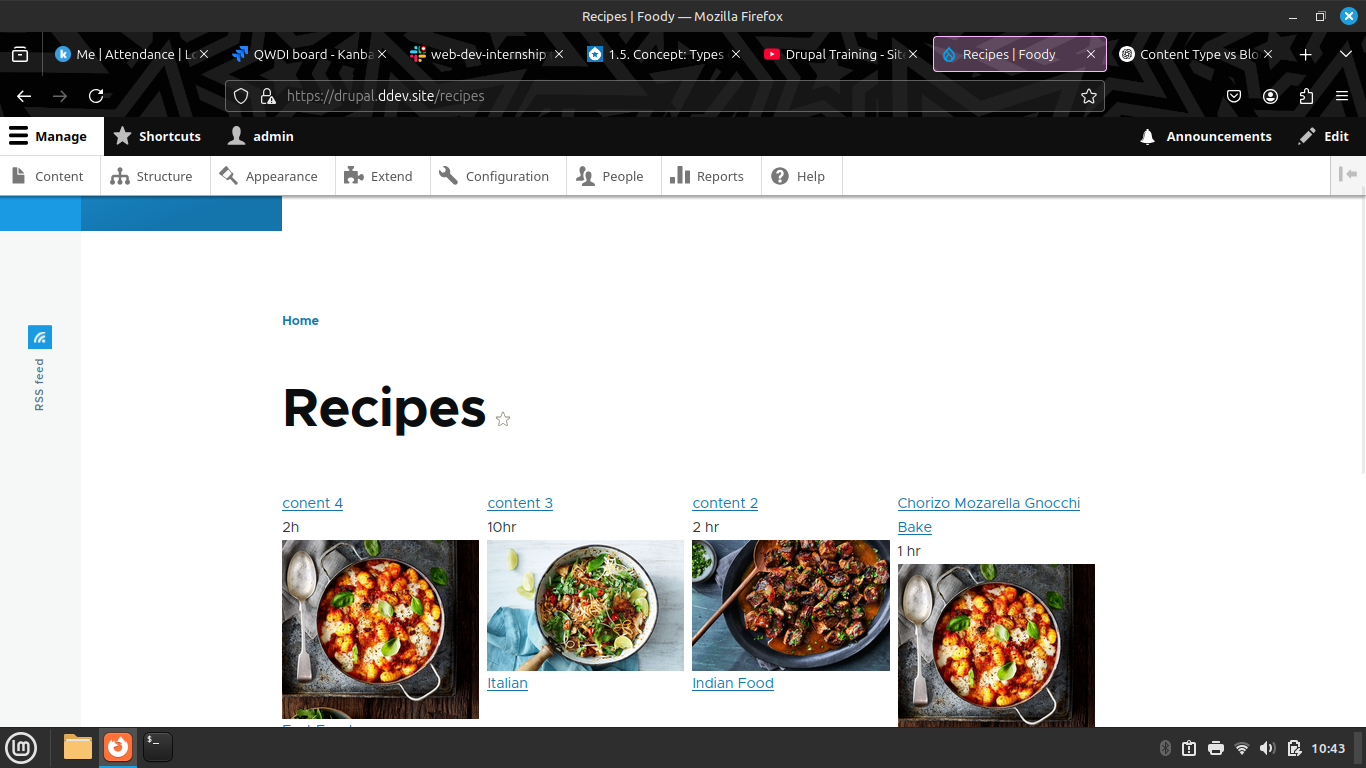 Recipes | Foody — Mozilla Firefox
Me | Attendance | Lo
QWDI board - Kanba
web-dev-internship
1.5. Concept: Types
Drupal Training - Site
Recipes | Foody
Content Type vs Blo
https://drupal.ddev.site/recipes
Manage Shortcuts admin Announcements Edit
Content Structure Appearance Extend Configuration People Reports Help
RSS feed
Home
Recipes
conent 4
2h
content 3
10hr
Italian
content 2
2 hr
Indian Food
Chorizo Mozarella Gnocchi
Bake
1 hr
10:43